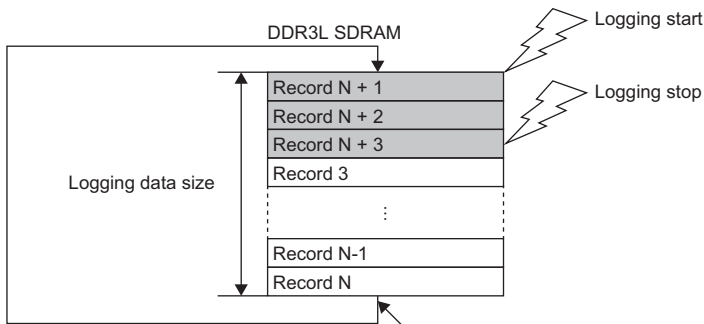 DDR3L SDRAM
Logging start
Record N + 1
Record N + 2
Logging stop
Record N + 3
Record 3
Logging data size
⋮
Record N-1
Record N